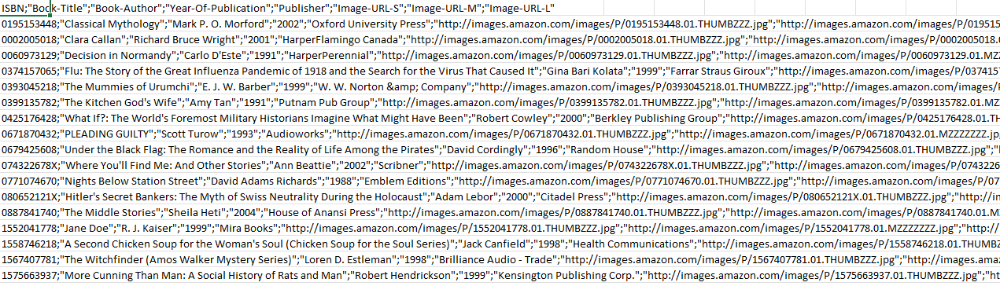 ISBN;"Book-Title";"Book-Author";"Year-Of-Publication";"Publisher";"Image-URL-S";"Image-URL-M";"Image-URL-L"
0195153448;"Classical Mythology";"Mark P. O. Morford";"2002";"Oxford University Press";"http://images.amazon.com/images/P/0195153448.01.THUMBZZZ.jpg";"http://images.amazon.com/images/P/01951
0002005018;"Clara Callan";"Richard Bruce Wright";"2001";"HarperFlamingo Canada";"http://images.amazon.com/images/P/0002005018.01.THUMBZZZ.jpg";"http://images.amazon.com/images/P/0002005018.
0060973129;"Decision in Normandy";"Carlo D'Este";"1991";"HarperPerennial";"http://images.amazon.com/images/P/0060973129.01.THUMBZZZ.jpg";"http://images.amazon.com/images/P/0060973129.01.MZ
0374157065;"Flu: The Story of the Great Influenza Pandemic of 1918 and the Search for the Virus That Caused It";"Gina Bari Kolata";"1999";"Farrar Straus Giroux";"http://images.amazon.com/images/P/037415
0393045218;"The Mummies of Urumchi";"E. J. W. Barber";"1999";"W. W. Norton &amp; Company";"http://images.amazon.com/images/P/0393045218.01.THUMBZZZ.jpg";"http://images.amazon.com/images/
0399135782;"The Kitchen God's Wife";"Amy Tan";"1991";"Putnam Pub Group";"http://images.amazon.com/images/P/0399135782.01.THUMBZZZ.jpg";"http://images.amazon.com/images/P/0399135782.01.MZ
0425176428;"What If?: The World's Foremost Military Historians Imagine What Might Have Been";"Robert Cowley";"2000";"Berkley Publishing Group";"http://images.amazon.com/images/P/0425176428.01.TH
0671870432;"PLEADING GUILTY";"Scott Turow";"1993";"Audioworks";"http://images.amazon.com/images/P/0671870432.01.THUMBZZZ.jpg";"http://images.amazon.com/images/P/0671870432.01.MZZZZZZZ.jp
0679425608;"Under the Black Flag: The Romance and the Reality of Life Among the Pirates";"David Cordingly";"1996";"Random House";"http://images.amazon.com/images/P/0679425608.01.THUMBZZZ.jpg";"
074322678X;"Where You'll Find Me: And Other Stories";"Ann Beattie";"2002";"Scribner";"http://images.amazon.com/images/P/074322678X.01.THUMBZZZ.jpg";"http://images.amazon.com/images/P/0743226
0771074670;"Nights Below Station Street";"David Adams Richards";"1988";"Emblem Editions";"http://images.amazon.com/images/P/0771074670.01.THUMBZZZ.jpg";"http://images.amazon.com/images/P/07
080652121X;"Hitler's Secret Bankers: The Myth of Swiss Neutrality During the Holocaust";"Adam Lebor";"2000";"Citadel Press";"http://images.amazon.com/images/P/080652121X.01.THUMBZZZ.jpg";"http://im
0887841740;"The Middle Stories";"Sheila Heti";"2004";"House of Anansi Press";"http://images.amazon.com/images/P/0887841740.01.THUMBZZZ.jpg";"http://images.amazon.com/images/P/0887841740.01.M
1552041778;"Jane Doe";"R. J. Kaiser";"1999";"Mira Books";"http://images.amazon.com/images/P/1552041778.01.THUMBZZZ.jpg";"http://images.amazon.com/images/P/1552041778.01.MZZZZZZZ.jpg";"http://
1558746218;"A Second Chicken Soup for the Woman's Soul (Chicken Soup for the Soul Series)";"Jack Canfield";"1998";"Health Communications";"http://images.amazon.com/images/P/1558746218.01.TH
1567407781;"The Witchfinder (Amos Walker Mystery Series)";"Loren D. Estleman";"1998";"Brilliance Audio - Trade";"http://images.amazon.com/images/P/1567407781.01.THUMBZZZ.jpg";"http://images.ama
1575663937;"More Cunning Than Man: A Social History of Rats and Man";"Robert Hendrickson";"1999";"Kensington Publishing Corp.";"http://images.amazon.com/images/P/1575663937.01.THUMBZZZ.jpg";"ht